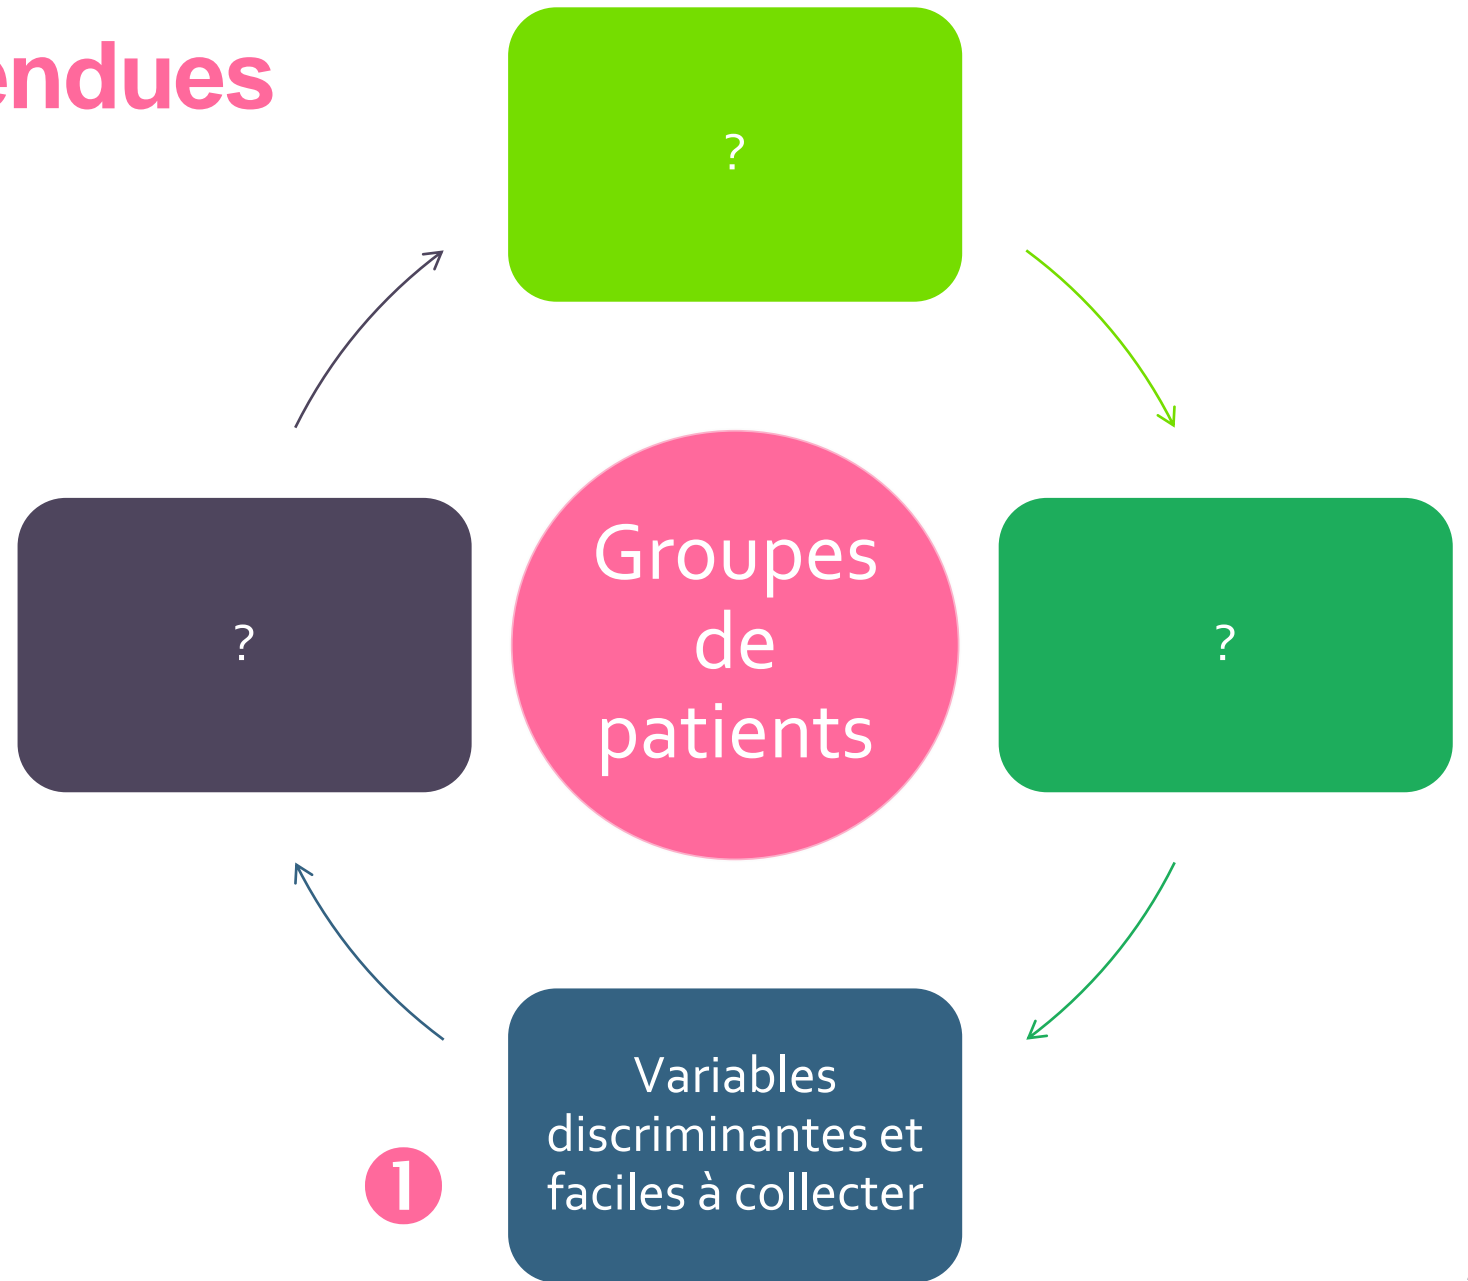 endues
?
Groupes
de
patients
?
?
Variables
discriminantes et
faciles à collecter
1